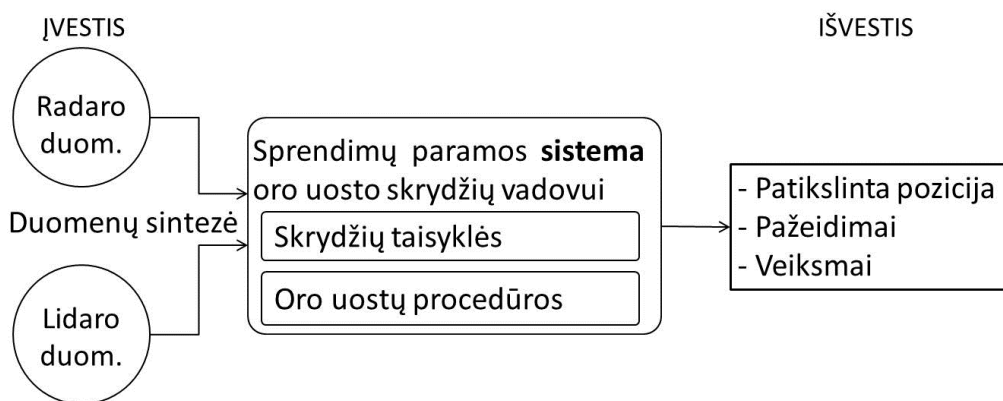 ĮVESTIS
IŠVESTIS
Radaro
duom.
Duomenų sintezė
Lidaro
duom.
Sprendimų paramos sistema
oro uosto skrydžių vadovui
Skrydžių taisyklės
Oro uostų procedūros
- Patikslinta pozicija
- Pažeidimai
- Veiksmai